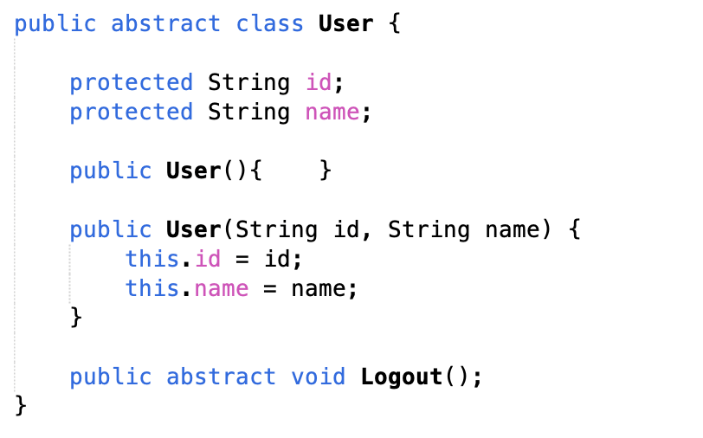 public abstract class User {
protected String id;
protected String name;
public User(){    }
public User(String id, String name) {
this.id = id;
this.name = name;
}
public abstract void Logout();
}